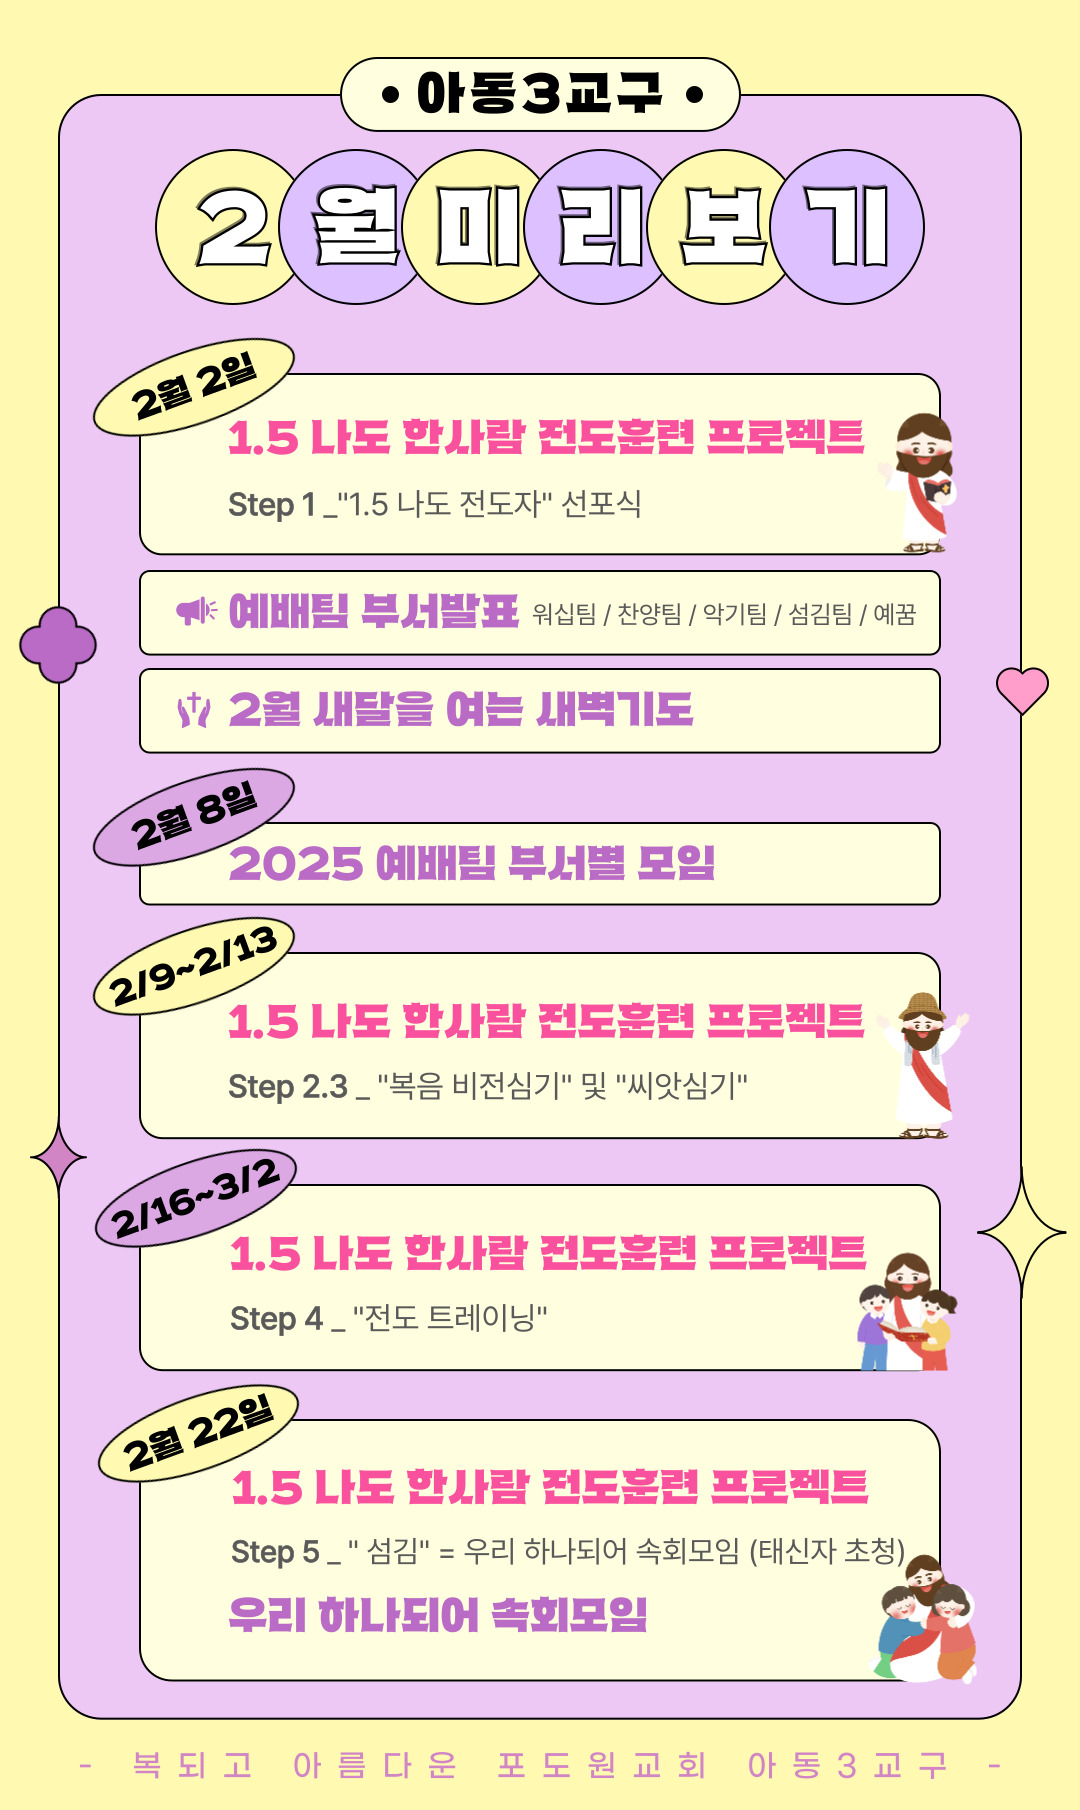 • 아동3교구 •
2월미리보기
2월 2일
1.5 나도 한사람 전도훈련 프로젝트
Step 1 _"1.5 나도 전도자" 선포식
예배팀 부서발표 워십팀 / 찬양팀 / 악기팀 / 섬김팀 / 예꿈
2월 새달을 여는 새벽기도
2월 8일
2025 예배팀 부서별 모임
2/9~2/13
1.5 나도 한사람 전도훈련 프로젝트
Step 2.3 _ "복음 비전심기" 및 "씨앗심기"
2/16~3/2
1.5 나도 한사람 전도훈련 프로젝트
Step 4 _ "전도 트레이닝"
2월 22일
1.5 나도 한사람 전도훈련 프로젝트
Step 5 _ " 섬김" = 우리 하나되어 속회모임 (태신자 초청)
우리 하나되어 속회모임
- 복되고 아름다운 포도원교회 아동3교구 -